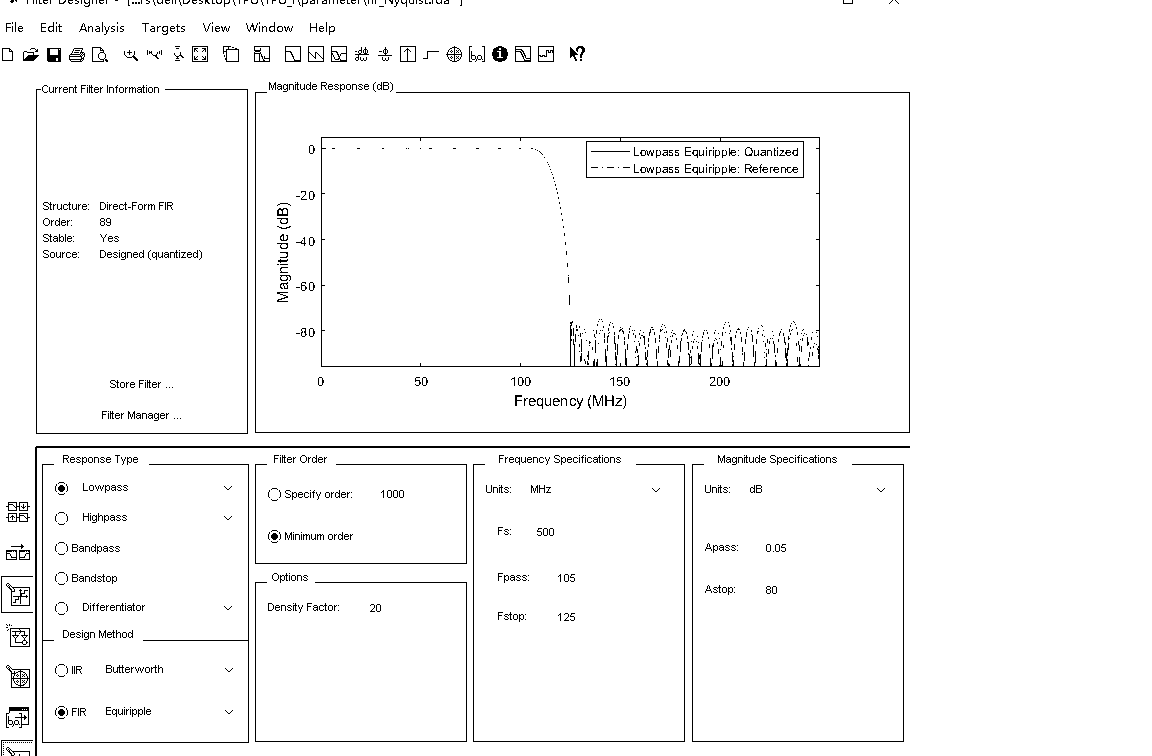 Filter Designer - [...rs\dell\Desktop\TPU\TPU_I\parameter\fir_Nyquist.fda *]
File Edit Analysis Targets View Window Help
Current Filter Information
Structure: Direct-Form FIR
Order: 89
Stable: Yes
Source: Designed (quantized)
Store Filter ...
Filter Manager ...
Magnitude Response (dB)
Lowpass Equiripple: Quantized
Lowpass Equiripple: Reference
Magnitude (dB)
0
-20
-40
-60
-80
0 50 100 150 200
Frequency (MHz)
Response Type
Lowpass
Highpass
Bandpass
Bandstop
Differentiator
Design Method
IIR Butterworth
FIR Equiripple
Filter Order
Specify order: 1000
Minimum order
Options
Density Factor: 20
Frequency Specifications
Units: MHz
Fs: 500
Fpass: 105
Fstop: 125
Magnitude Specifications
Units: dB
Apass: 0.05
Astop: 80